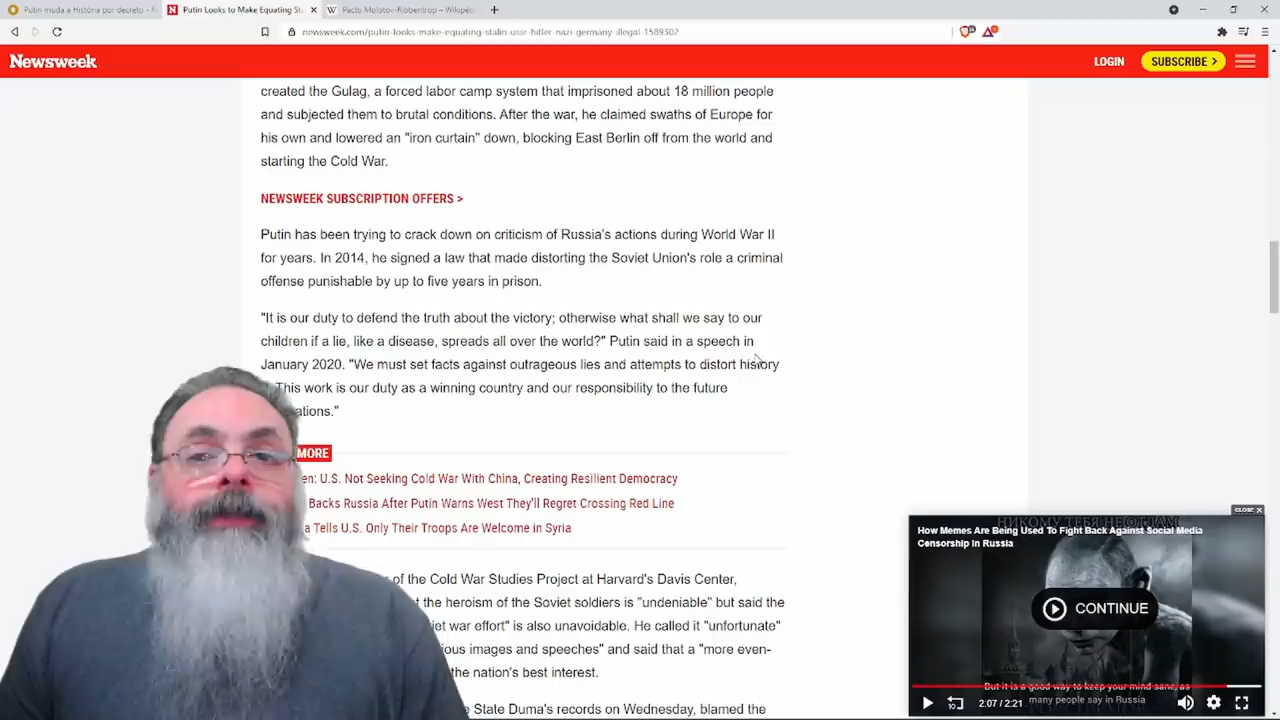 Putin muda a História por decreto -
Putin Looks to Make Equating Sta
Pacto Molotov-Ribbentrop – Wikipé
newsweek.com/putin-looks-make-equating-stalin-ussr-hitler-nazi-germany-illegal-1589302
Newsweek
LOGIN
SUBSCRIBE >
created the Gulag, a forced labor camp system that imprisoned about 18 million people
and subjected them to brutal conditions. After the war, he claimed swaths of Europe for
his own and lowered an "iron curtain" down, blocking East Berlin off from the world and
starting the Cold War.
NEWSWEEK SUBSCRIPTION OFFERS >
Putin has been trying to crack down on criticism of Russia's actions during World War II
for years. In 2014, he signed a law that made distorting the Soviet Union's role a criminal
offense punishable by up to five years in prison.
"It is our duty to defend the truth about the victory; otherwise what shall we say to our
children if a lie, like a disease, spreads all over the world?" Putin said in a speech in
January 2020. "We must set facts against outrageous lies and attempts to distort history
This work is our duty as a winning country and our responsibility to the future
ations."
MORE
en: U.S. Not Seeking Cold War With China, Creating Resilient Democracy
Backs Russia After Putin Warns West They'll Regret Crossing Red Line
a Tells U.S. Only Their Troops Are Welcome in Syria
of the Cold War Studies Project at Harvard's Davis Center,
t the heroism of the Soviet soldiers is "undeniable" but said the
iet war effort" is also unavoidable. He called it "unfortunate"
ious images and speeches" and said that a "more even-
the nation's best interest.
e State Duma's records on Wednesday, blamed the
CLOSE X
НИКОМУ ТЕБЯ НЕ ОТДАМ
How Memes Are Being Used To Fight Back Against Social Media
Censorship In Russia
CONTINUE
But it is a good way to keep your mind sane, as
many people say in Russia
10
2:07 / 2:21